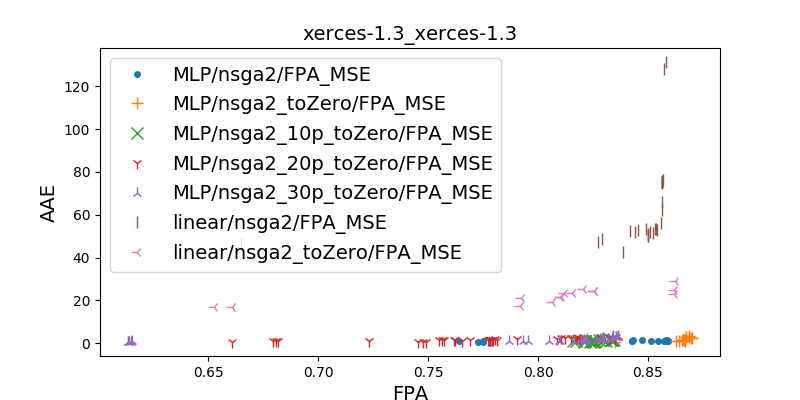 xerces-1.3_xerces-1.3
MLP/nsga2/FPA_MSE
MLP/nsga2_toZero/FPA_MSE
MLP/nsga2_10p_toZero/FPA_MSE
MLP/nsga2_20p_toZero/FPA_MSE
MLP/nsga2_30p_toZero/FPA_MSE
linear/nsga2/FPA_MSE
linear/nsga2_toZero/FPA_MSE
AAE
120
100
80
60
40
20
0
0.65 0.70 0.75 0.80 0.85
FPA